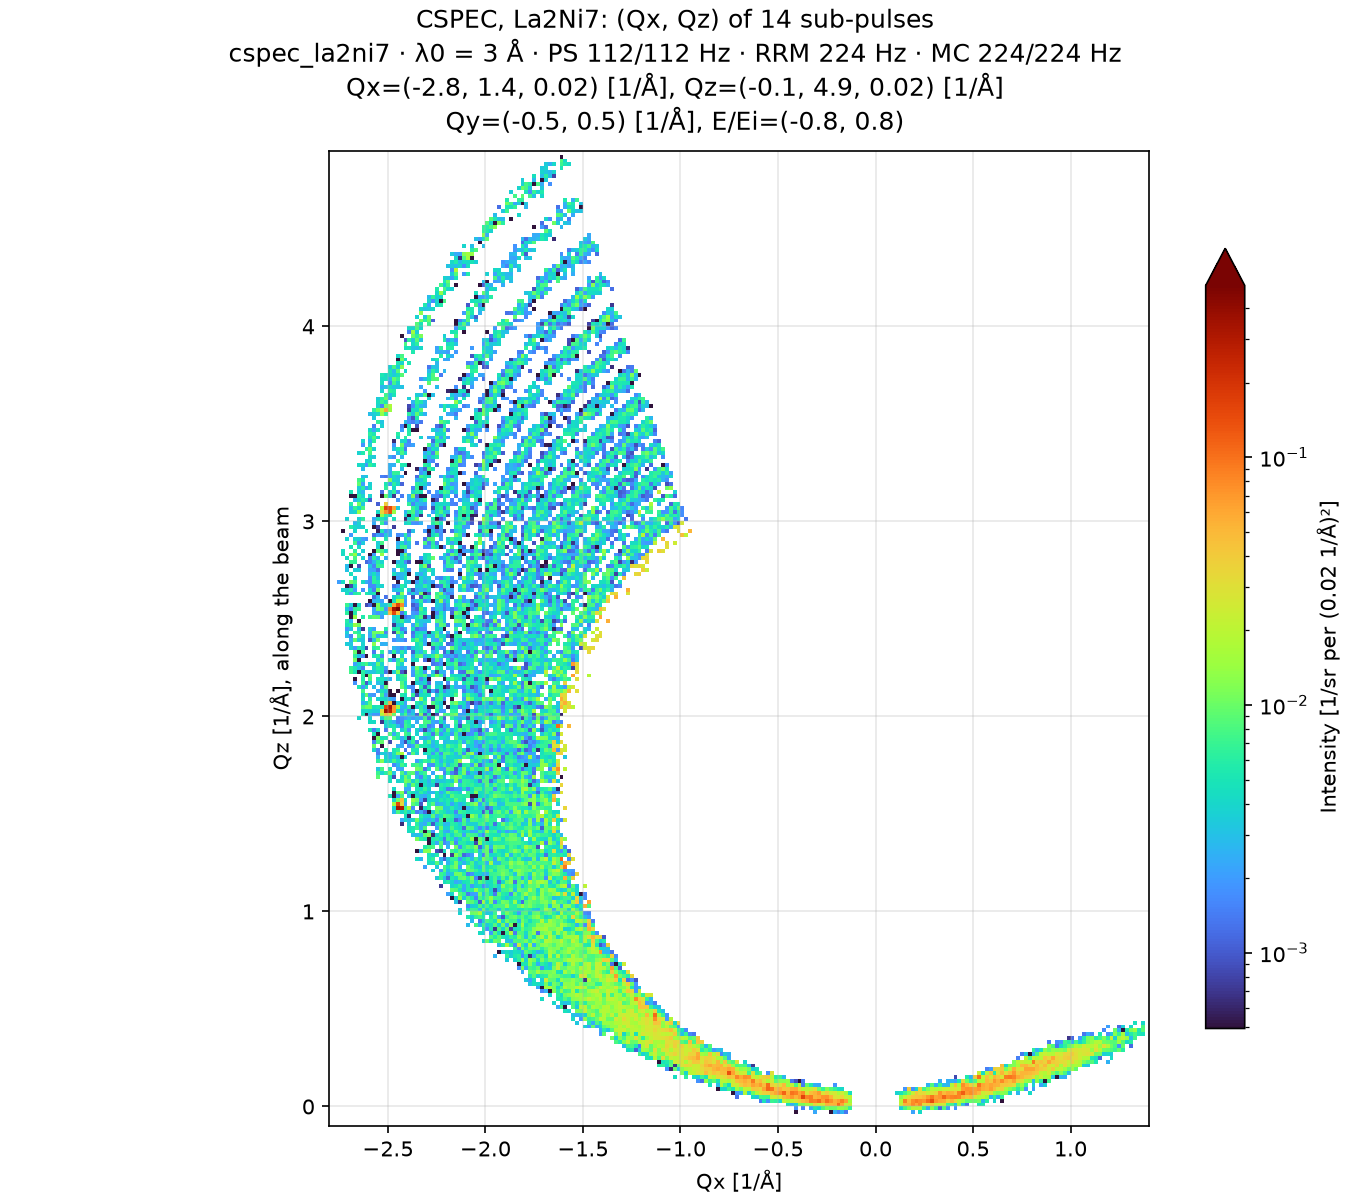 CSPEC, La2Ni7: (Qx, Qz) of 14 sub-pulses
cspec_la2ni7 · λ0 = 3 Å · PS 112/112 Hz · RRM 224 Hz · MC 224/224 Hz
Qx=(-2.8, 1.4, 0.02) [1/Å], Qz=(-0.1, 4.9, 0.02) [1/Å]
Qy=(-0.5, 0.5) [1/Å], E/Ei=(-0.8, 0.8)
4
3
2
1
0
Qz [1/Å], along the beam
−2.5 −2.0 −1.5 −1.0 −0.5 0.0 0.5 1.0
Qx [1/Å]
10⁻¹
10⁻²
10⁻³
Intensity [1/sr per (0.02 1/Å)²]